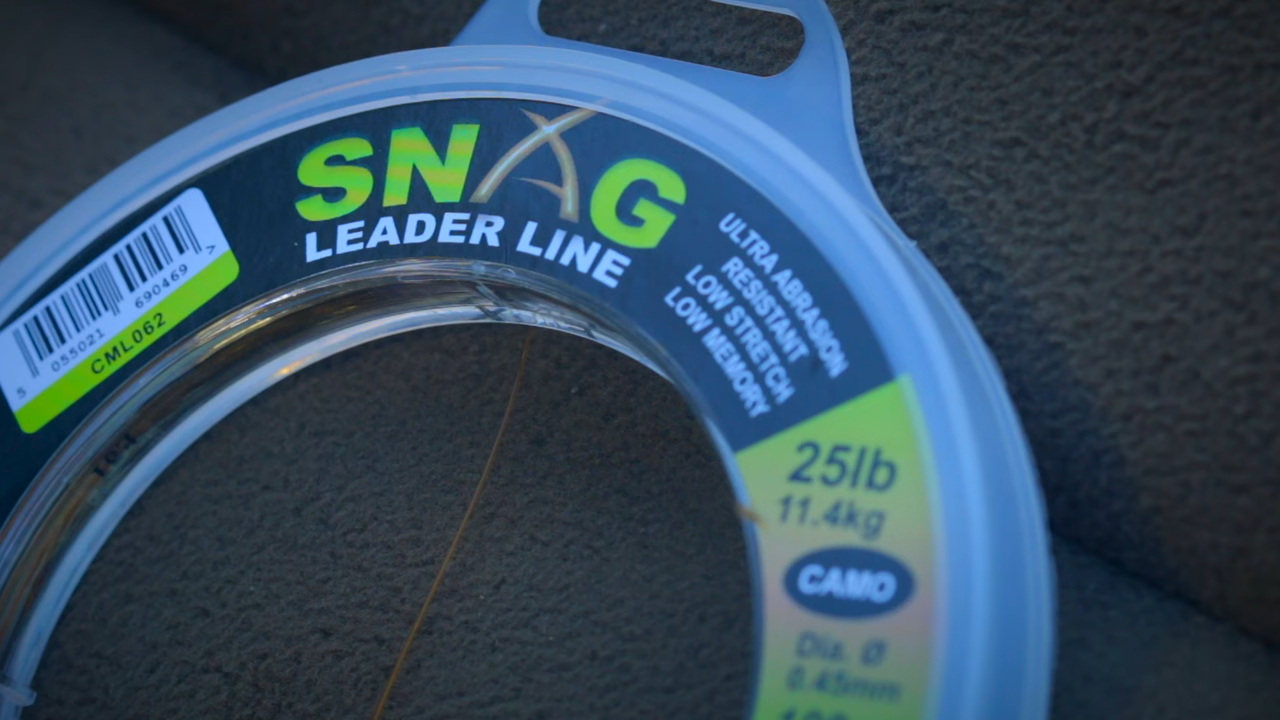 SNAG
LEADER LINE
5 055021 690469 >
CML062
ULTRA ABRASION
RESISTANT
LOW STRETCH
LOW MEMORY
25lb
11.4kg
CAMO
Dia. Ø
0.45mm